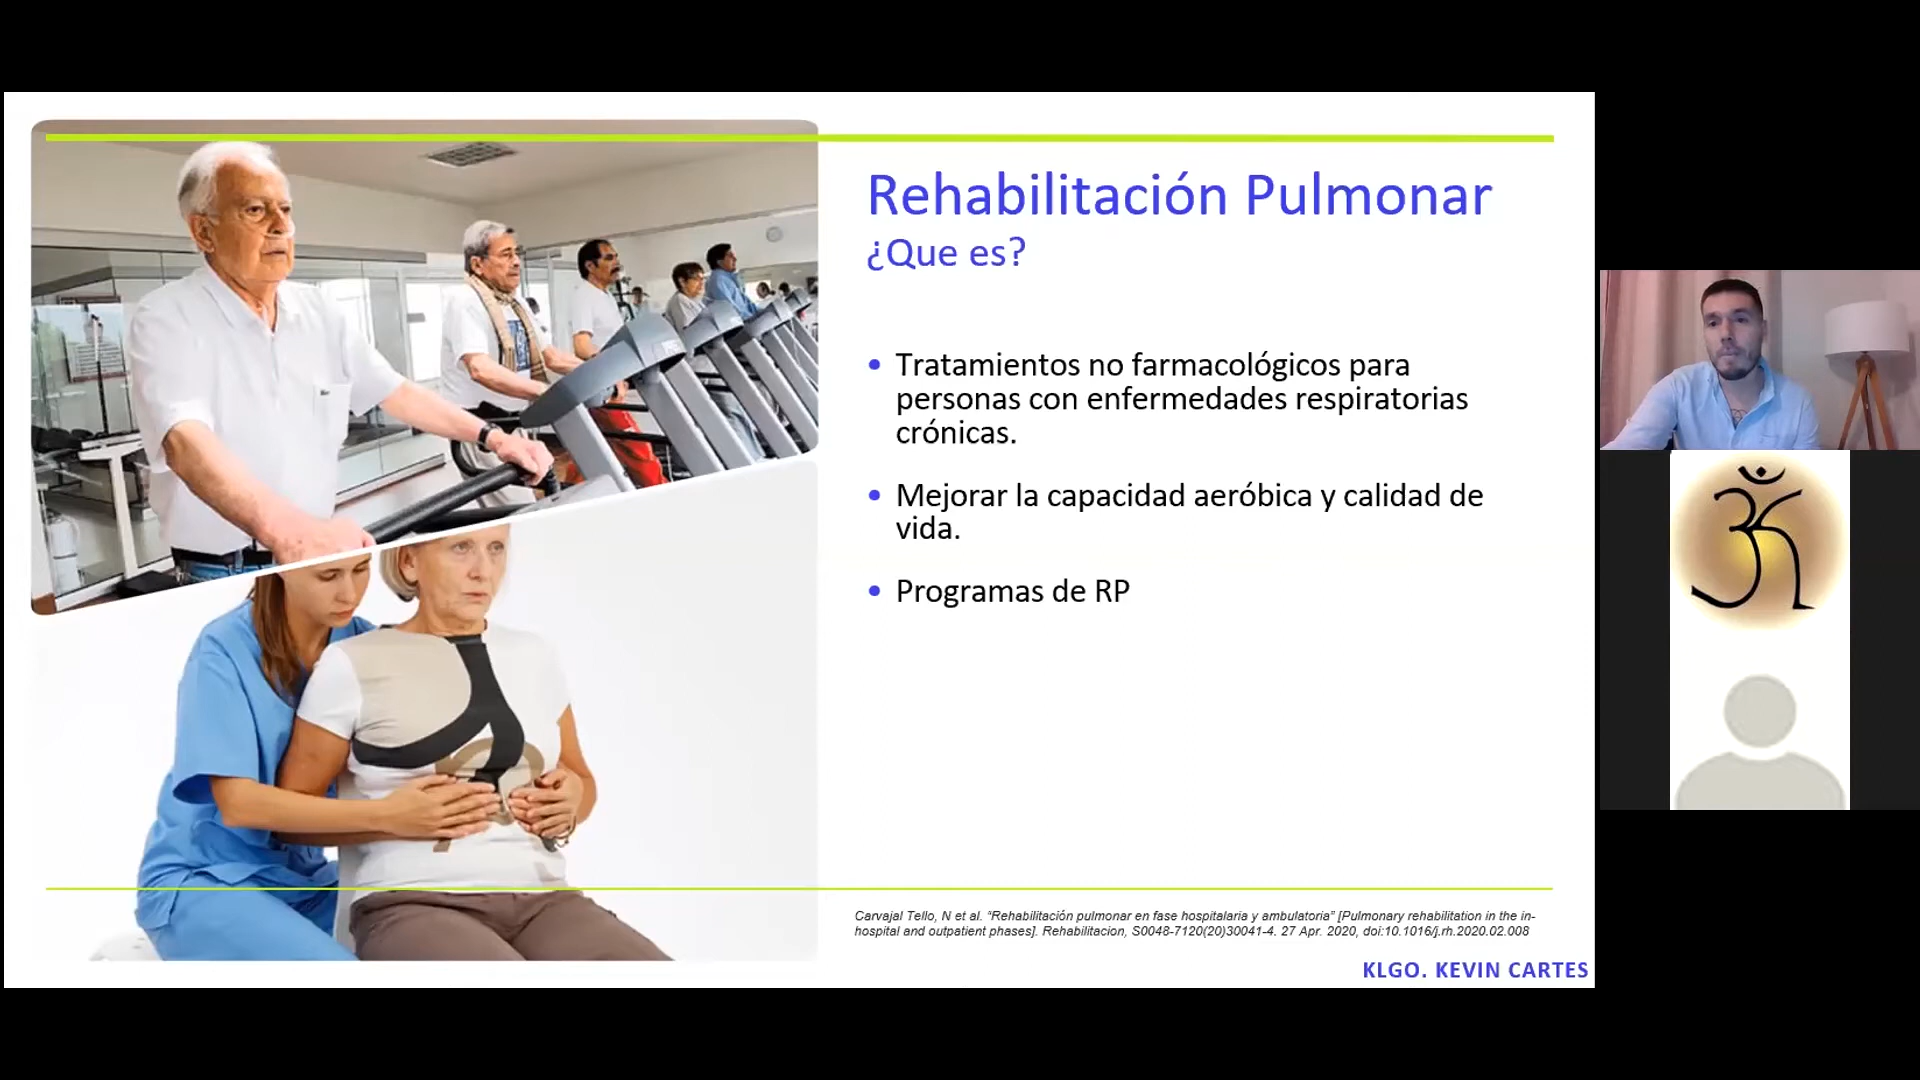 Rehabilitación Pulmonar
¿Que es?
• Tratamientos no farmacológicos para
personas con enfermedades respiratorias
crónicas.
• Mejorar la capacidad aeróbica y calidad de
vida.
• Programas de RP
Carvajal Tello, N et al. “Rehabilitación pulmonar en fase hospitalaria y ambulatoria” [Pulmonary rehabilitation in the in-
hospital and outpatient phases]. Rehabilitacion, S0048-7120(20)30041-4. 27 Apr. 2020, doi:10.1016/j.rh.2020.02.008
KLGO. KEVIN CARTES